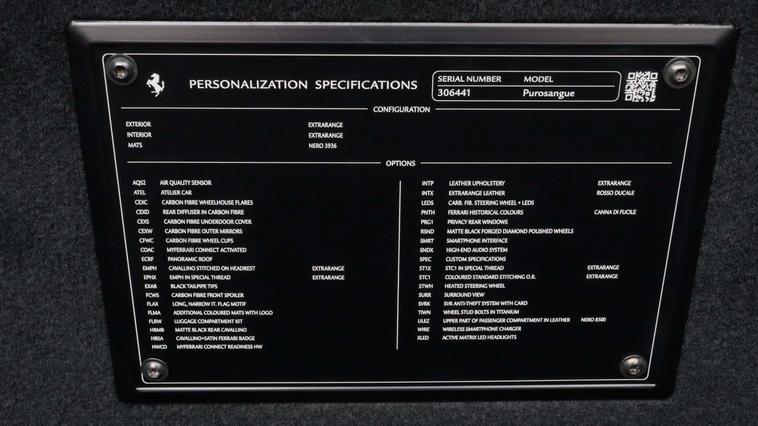 PERSONALIZATION SPECIFICATIONS
SERIAL NUMBER MODEL
306441 Purosangue
CONFIGURATION
EXTERIOR EXTRARANGE
INTERIOR EXTRARANGE
MATS NERO 3936
OPTIONS
AQS2 AIR QUALITY SENSOR
ATEL ATELIER CAR
CEXC CARBON FIBRE WHEELHOUSE FLARES
CEXD REAR DIFFUSER IN CARBON FIBRE
CEXS CARBON FIBRE UNDERDOOR COVER
CEXW CARBON FIBRE OUTER MIRRORS
CFWC CARBON FIBRE WHEEL CUPS
COAC MYFERRARI CONNECT ACTIVATED
ECRF PANORAMIC ROOF
EMPH CAVALLINO STITCHED ON HEADREST EXTRARANGE
EPHX EMPH IN SPECIAL THREAD EXTRARANGE
EXAB BLACK TAILPIPE TIPS
FCWS CARBON FIBRE FRONT SPOILER
FLAX LONG, NARROW IT. FLAG MOTIF
FLMA ADDITIONAL COLOURED MATS WITH LOGO
FLRW LUGGAGE COMPARTMENT KIT
HBMB MATTE BLACK REAR CAVALLINO
HBSA CAVALLINO+SATIN FERRARI BADGE
HWCO MYFERRARI CONNECT READINESS HW
INTP LEATHER UPHOLSTERY EXTRARANGE
INTX EXTRARANGE LEATHER ROSSO DUCALE
LEDS CARB. FIB. STEERING WHEEL + LEDS
PNTH FERRARI HISTORICAL COLOURS CANNA DI FUCILE
PRG1 PRIVACY REAR WINDOWS
RSND MATTE BLACK FORGED DIAMOND POLISHED WHEELS
SMRT SMARTPHONE INTERFACE
SNDX HIGH-END AUDIO SYSTEM
SPEC CUSTOM SPECIFICATIONS
ST1X STC1 IN SPECIAL THREAD EXTRARANGE
STC1 COLOURED STANDARD STITCHING O.R. EXTRARANGE
STWH HEATED STEERING WHEEL
SURR SURROUND VIEW
SVRK SVR ANTI-THEFT SYSTEM WITH CARD
TIWN WHEEL STUD BOLTS IN TITANIUM
ULEZ UPPER PART OF PASSENGER COMPARTMENT IN LEATHER NERO 8500
WIRE WIRELESS SMARTPHONE CHARGER
XLED ACTIVE MATRIX LED HEADLIGHTS